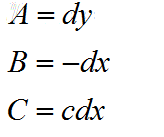 A = dy
B = −dx
C = cdx